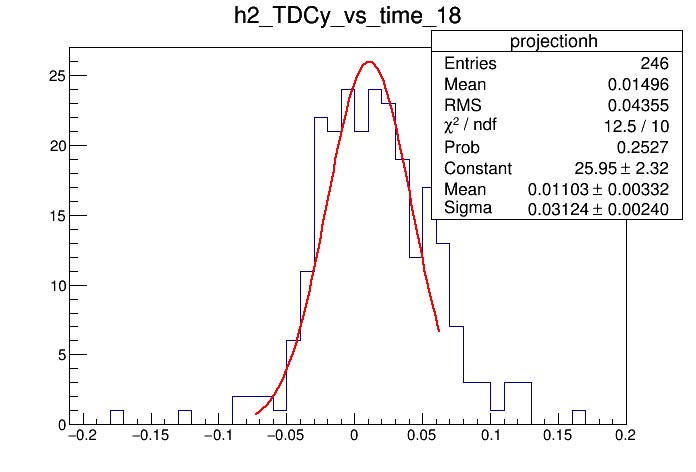 h2_TDCy_vs_time_18
projectionh
Entries 246
Mean 0.01496
RMS 0.04355
χ² / ndf 12.5 / 10
Prob 0.2527
Constant 25.95 ± 2.32
Mean 0.01103 ± 0.00332
Sigma 0.03124 ± 0.00240
25
20
15
10
5
0
−0.2 −0.15 −0.1 −0.05 0 0.05 0.1 0.15 0.2